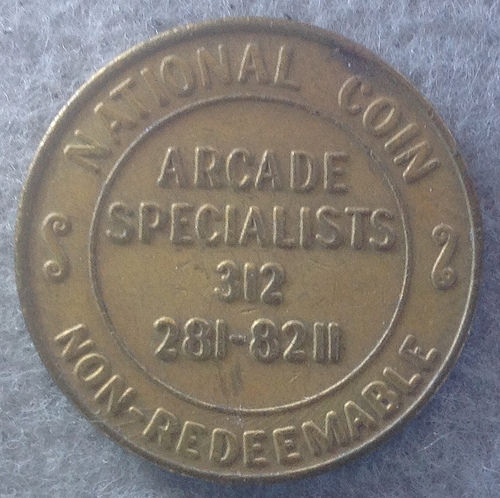 NATIONAL COIN
ARCADE
SPECIALISTS
312
281-8211
NON-REDEEMABLE